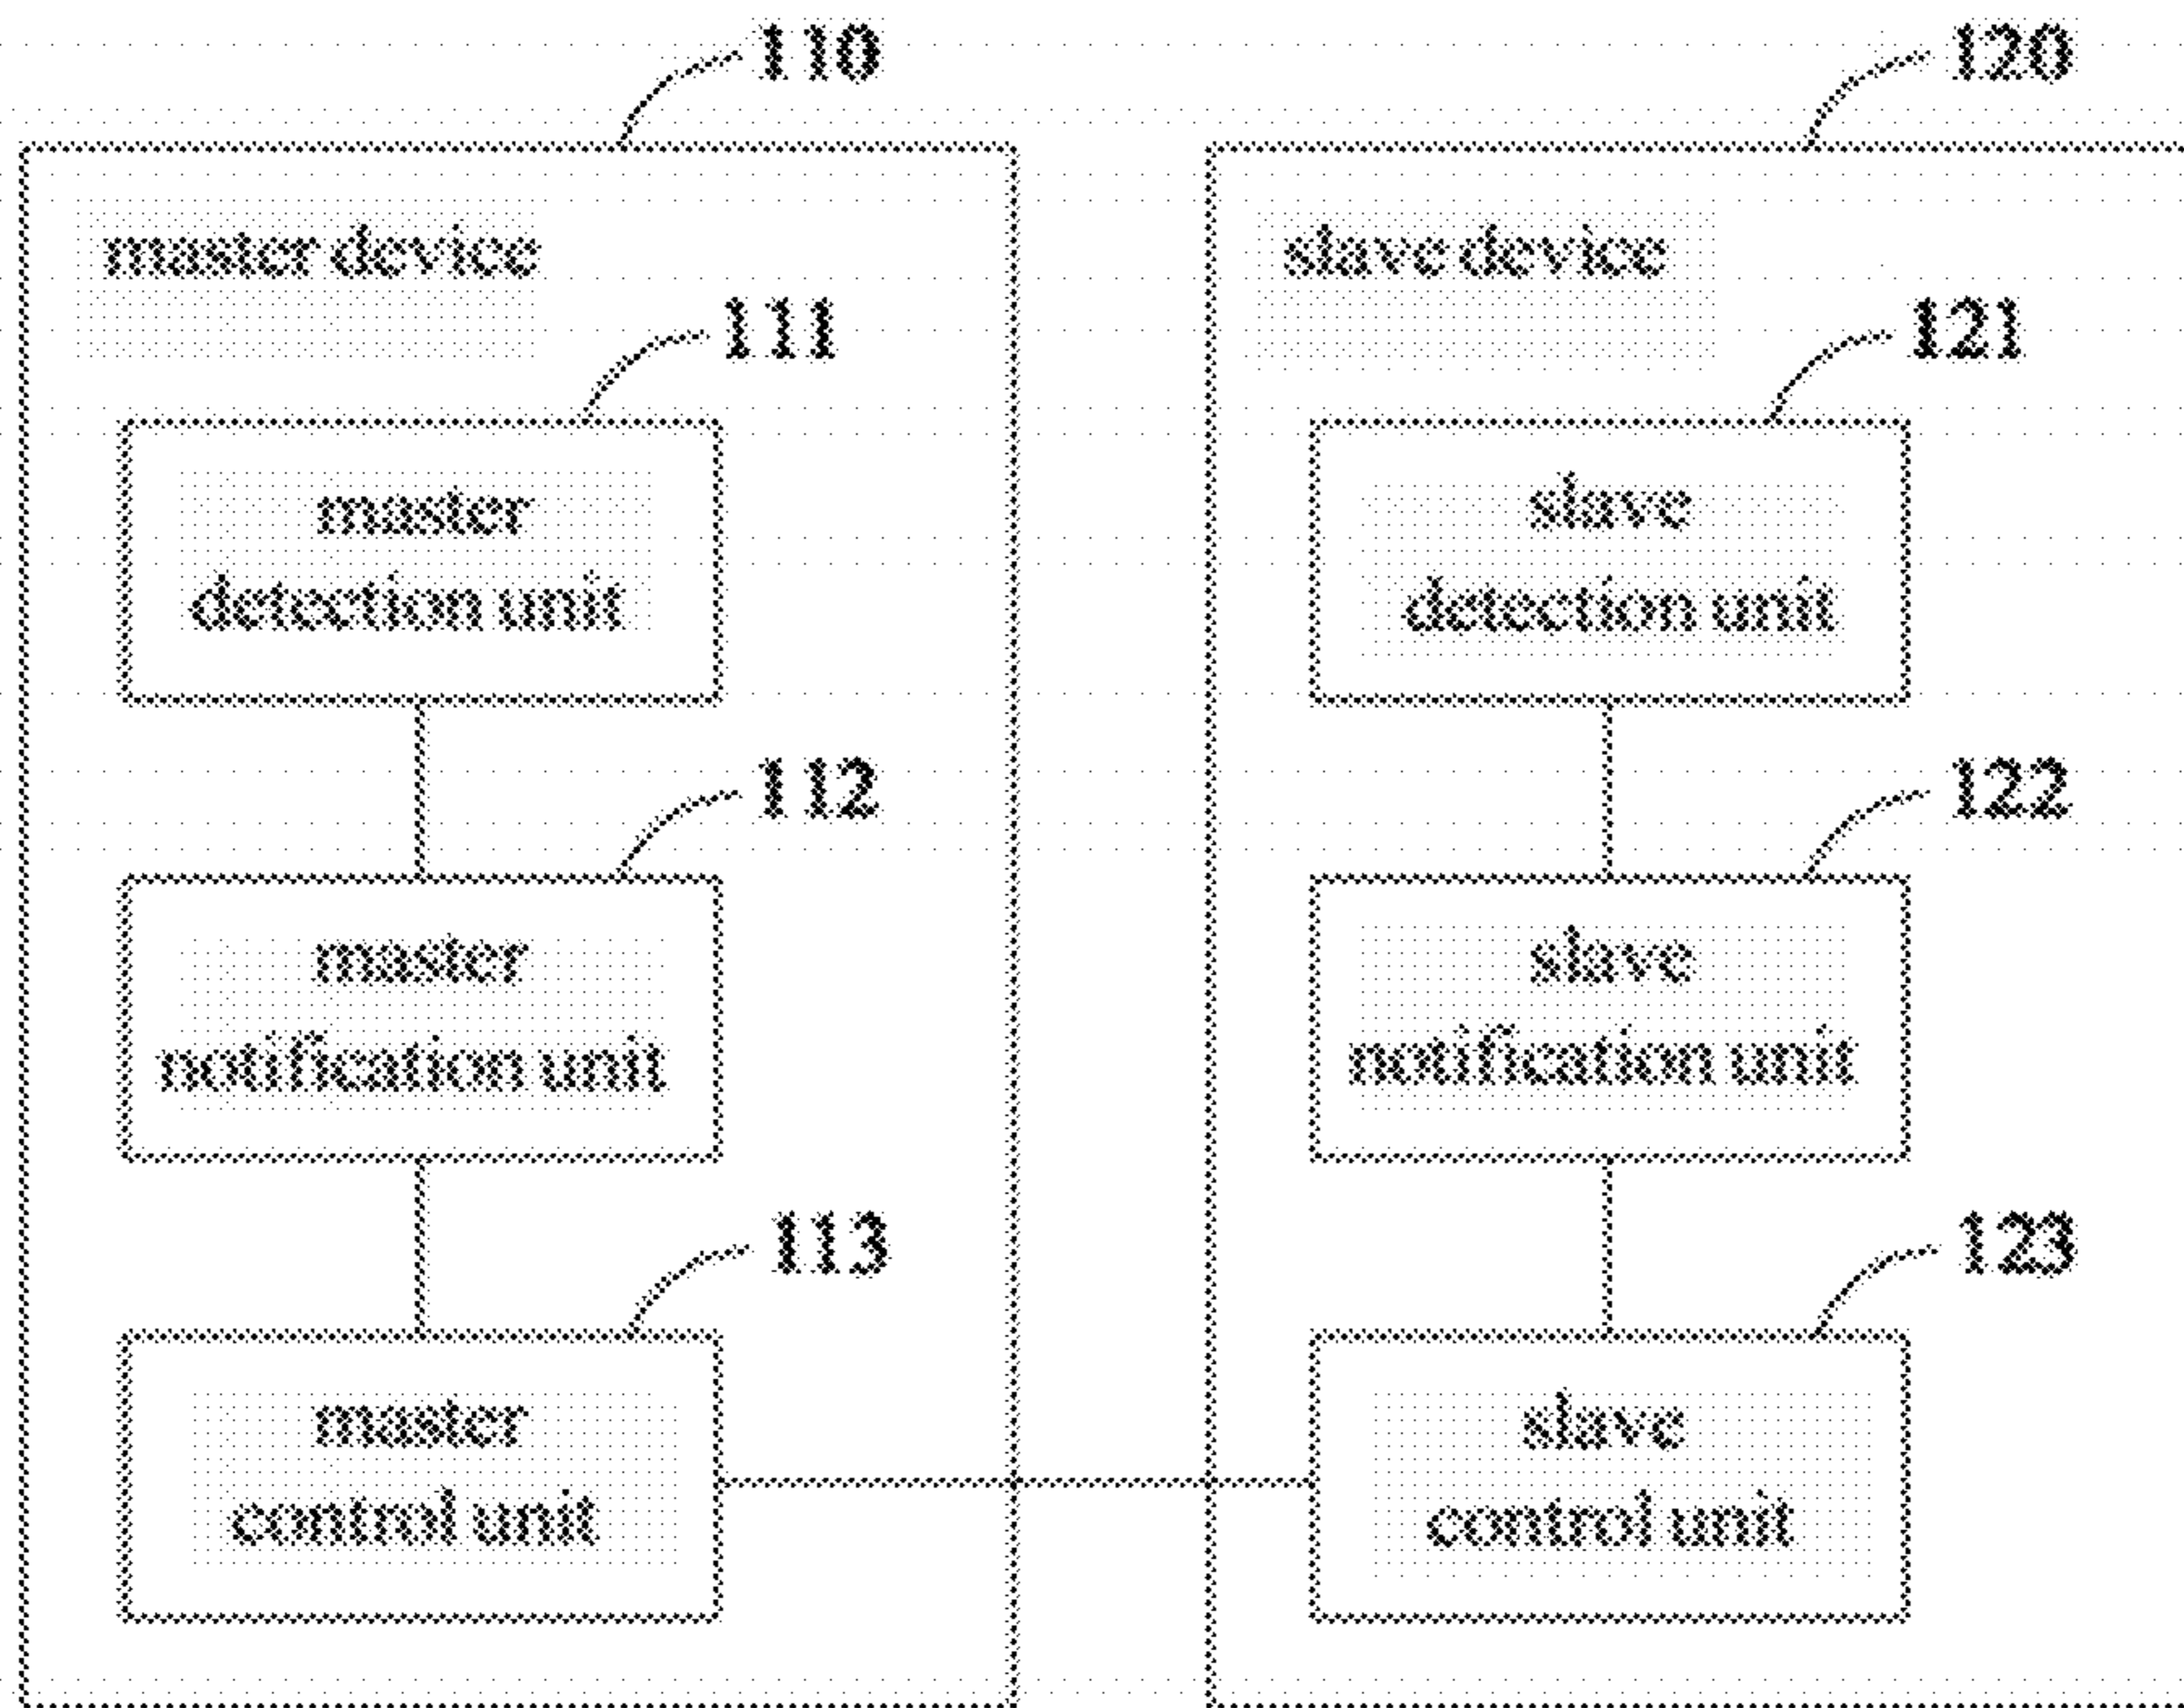 110
master device
111
master
detection unit
112
master
notification unit
113
master
control unit
120
slave device
121
slave
detection unit
122
slave
notification unit
123
slave
control unit